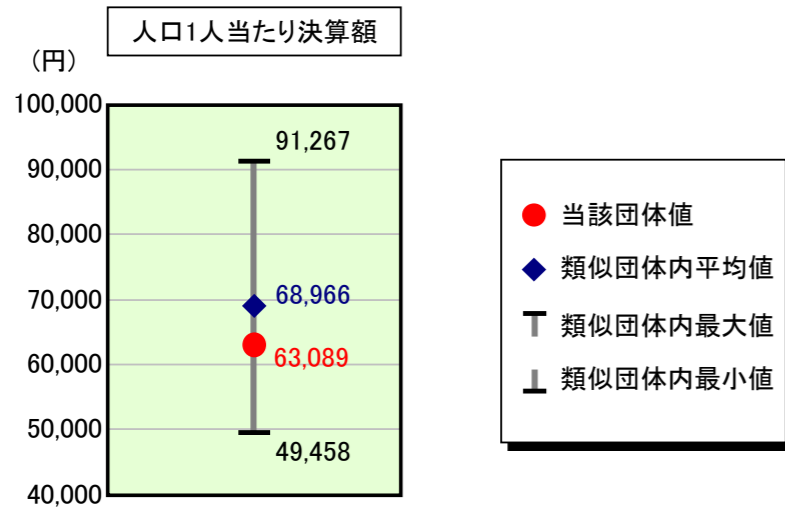 人口1人当たり決算額
(円)
100,000
90,000
80,000
70,000
60,000
50,000
40,000
91,267
68,966
63,089
49,458
当該団体値
類似団体内平均値
類似団体内最大値
類似団体内最小値